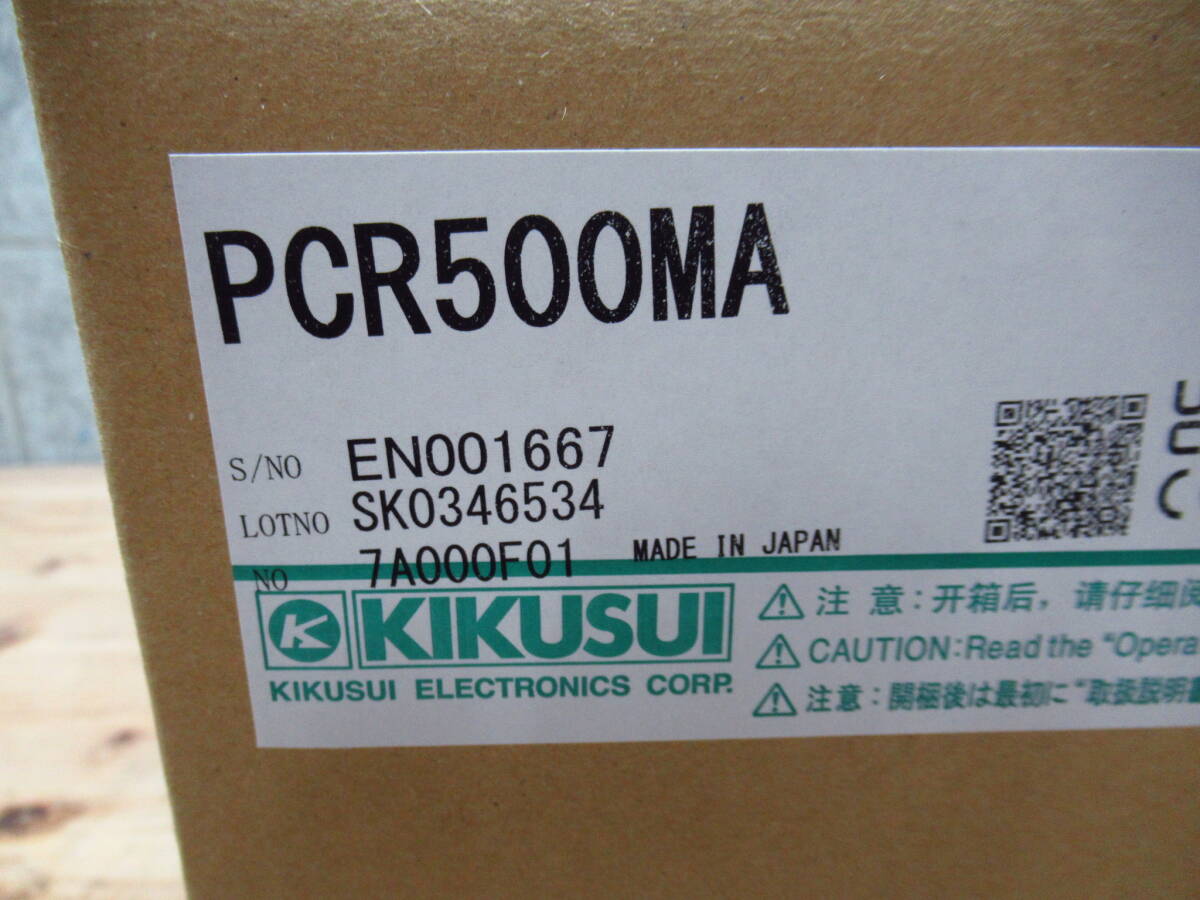 PCR500MA
S/NO EN001667
LOTNO SK0346534
NO 7A000F01 MADE IN JAPAN
K KIKUSUI
KIKUSUI ELECTRONICS CORP.
注 意:开箱后,请仔细阅
CAUTION:Read the "Opera
注意:開梱後は最初に"取扱説明書